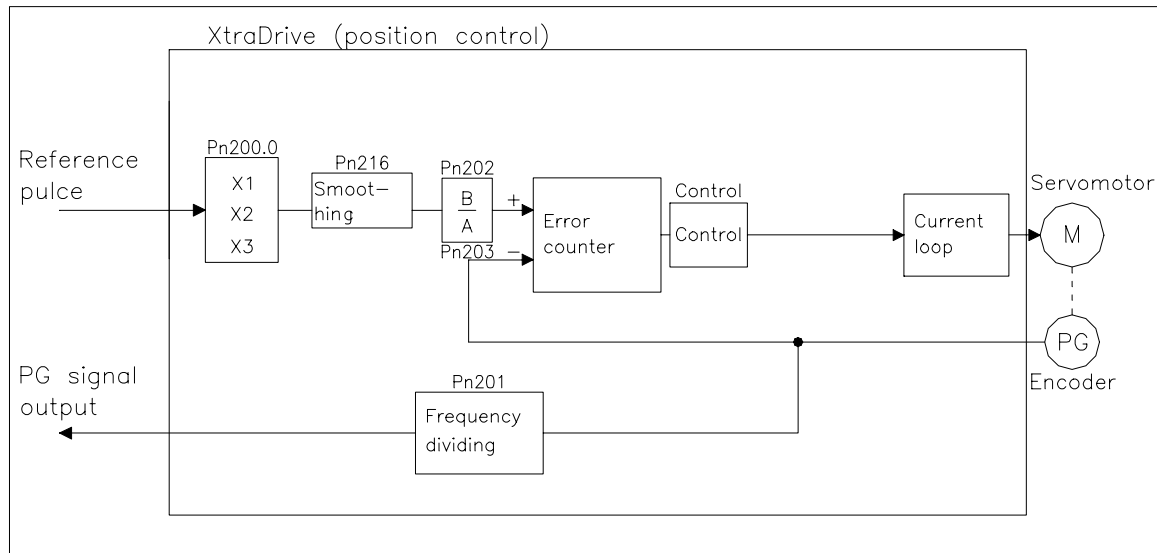 XtraDrive (position control)
Reference
pulce
Pn200.0
X1
X2
X3
Pn216
Smoot-
hing
Pn202
B
A
Pn203
+
-
Error
counter
Control
Control
Current
loop
Servomotor
M
PG
Encoder
PG signal
output
Pn201
Frequency
dividing